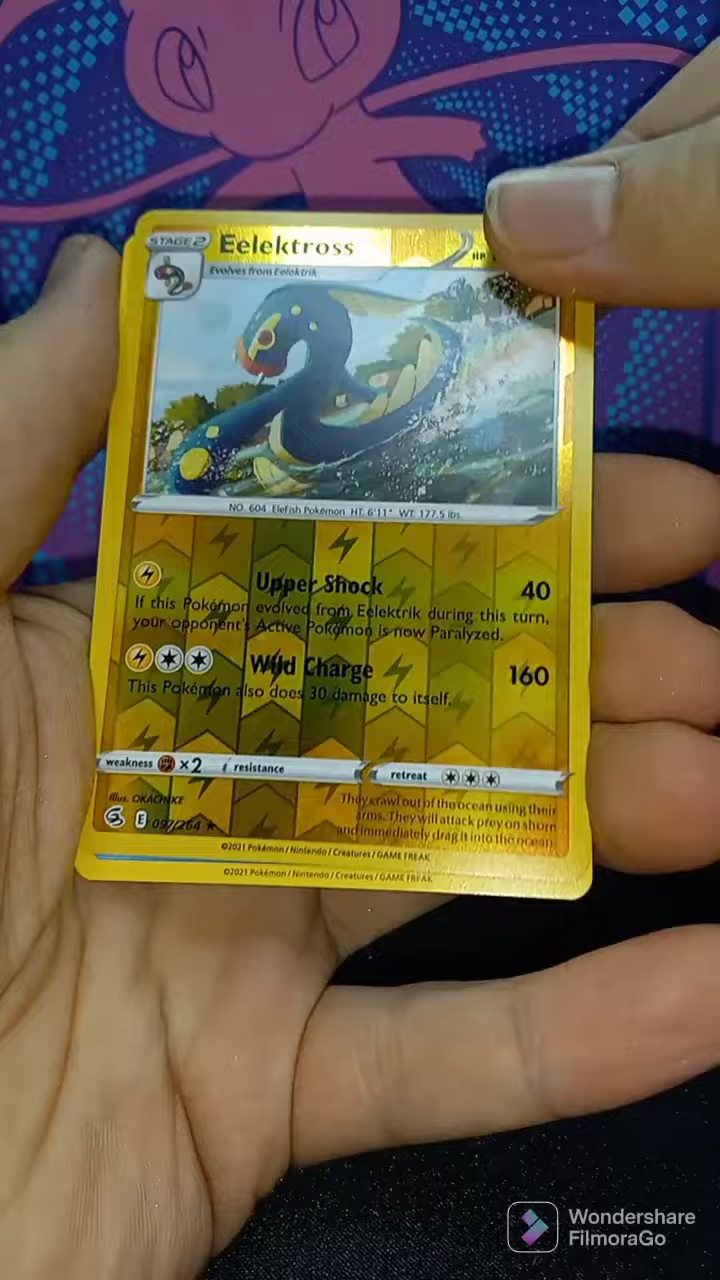 STAGE 2 Eelektross HP
Evolves from Eelektrik
NO. 604 EleFish Pokémon HT: 6'11" WT: 177.5 lbs.
Upper Shock 40
If this Pokémon evolved from Eelektrik during this turn,
your opponent's Active Pokémon is now Paralyzed.
Wild Charge 160
This Pokémon also does 30 damage to itself.
weakness ×2 resistance retreat
Illus. OKACHEKE
They crawl out of the ocean using their
arms. They will attack prey on shore
and immediately drag it into the ocean.
E 097/264 ★
©2021 Pokémon / Nintendo / Creatures / GAME FREAK
©2021 Pokémon / Nintendo / Creatures / GAME FREAK
Wondershare
FilmoraGo